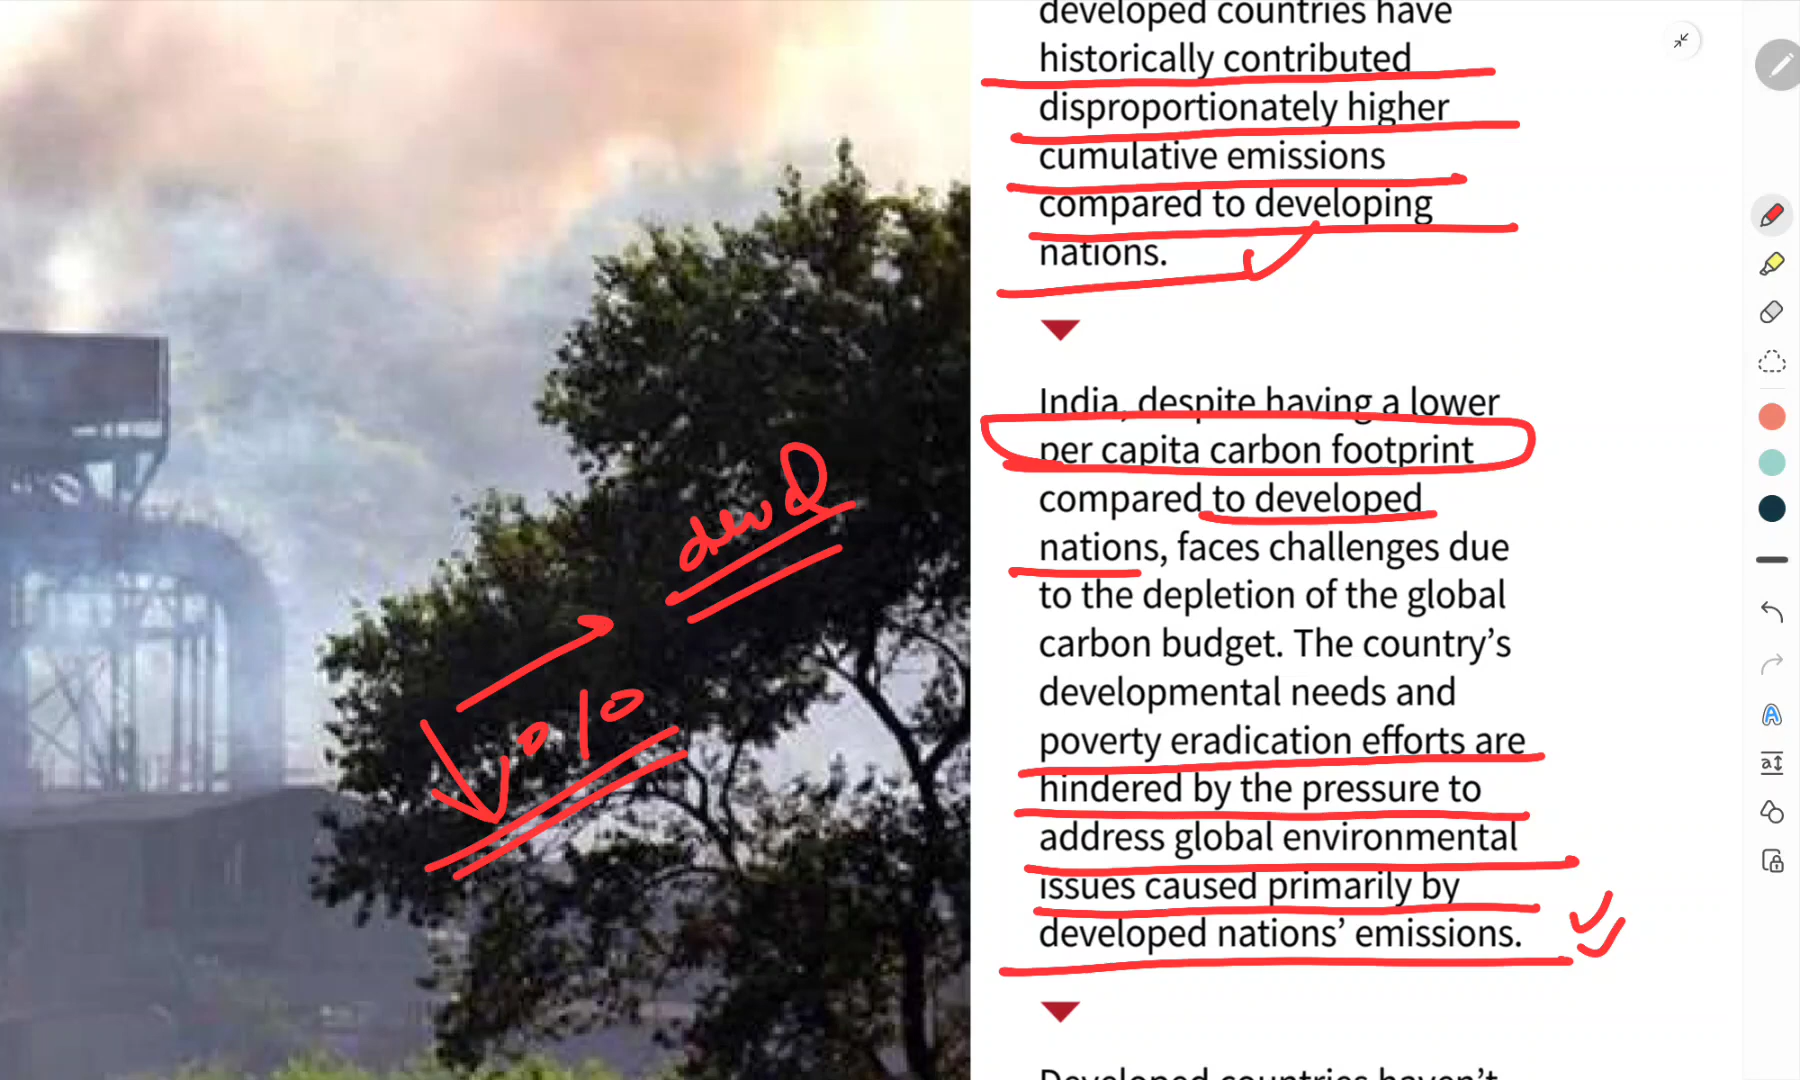 developed countries have
historically contributed
disproportionately higher
cumulative emissions
compared to developing
nations.
India, despite having a lower
per capita carbon footprint
compared to developed
nations, faces challenges due
to the depletion of the global
carbon budget. The country’s
developmental needs and
poverty eradication efforts are
hindered by the pressure to
address global environmental
issues caused primarily by
developed nations’ emissions.
Developed countries haven’t